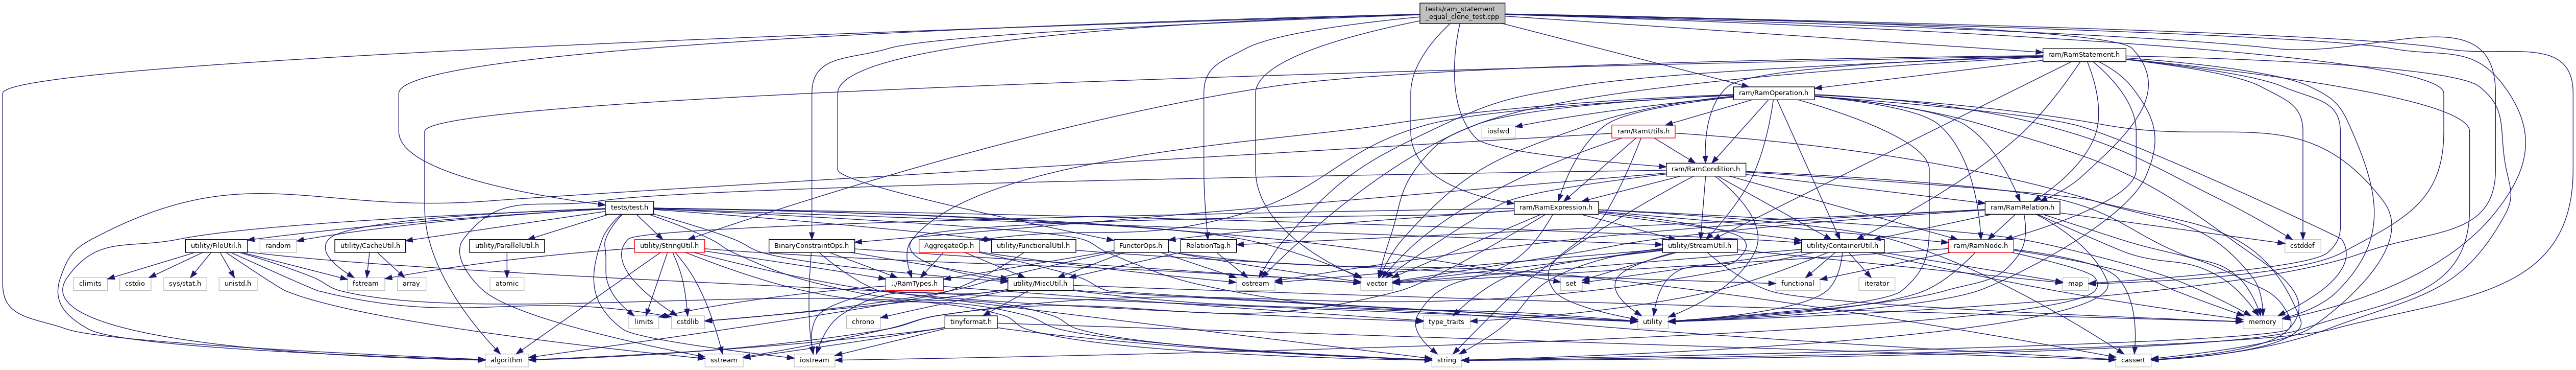 tests/ram_statement
_equal_clone_test.cpp
ram/RamStatement.h
ram/RamOperation.h
iosfwd
ram/RamUtils.h
ram/RamCondition.h
tests/test.h
ram/RamExpression.h
ram/RamRelation.h
utility/FileUtil.h
random
utility/CacheUtil.h
utility/ParallelUtil.h
utility/StringUtil.h
BinaryConstraintOps.h
AggregateOp.h
utility/FunctionalUtil.h
FunctorOps.h
RelationTag.h
utility/StreamUtil.h
utility/ContainerUtil.h
ram/RamNode.h
cstddef
climits
cstdio
sys/stat.h
unistd.h
fstream
array
atomic
../RamTypes.h
utility/MiscUtil.h
ostream
vector
set
functional
iterator
map
limits
cstdlib
chrono
tinyformat.h
type_traits
utility
memory
algorithm
sstream
iostream
string
cassert